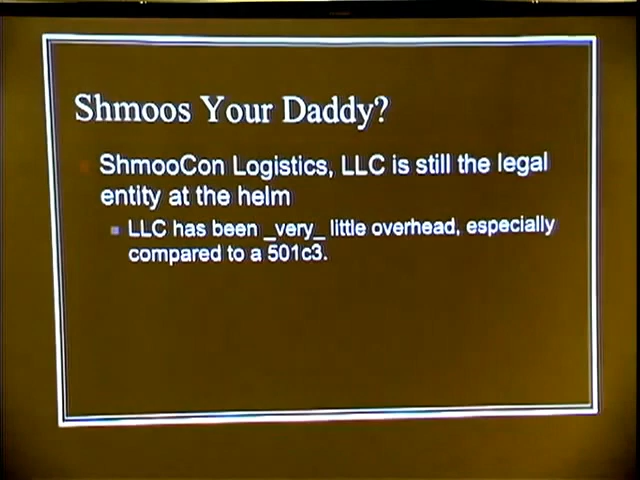 Shmoos Your Daddy?
ShmooCon Logistics, LLC is still the legal
entity at the helm
LLC has been _very_ little overhead, especially
compared to a 501c3.